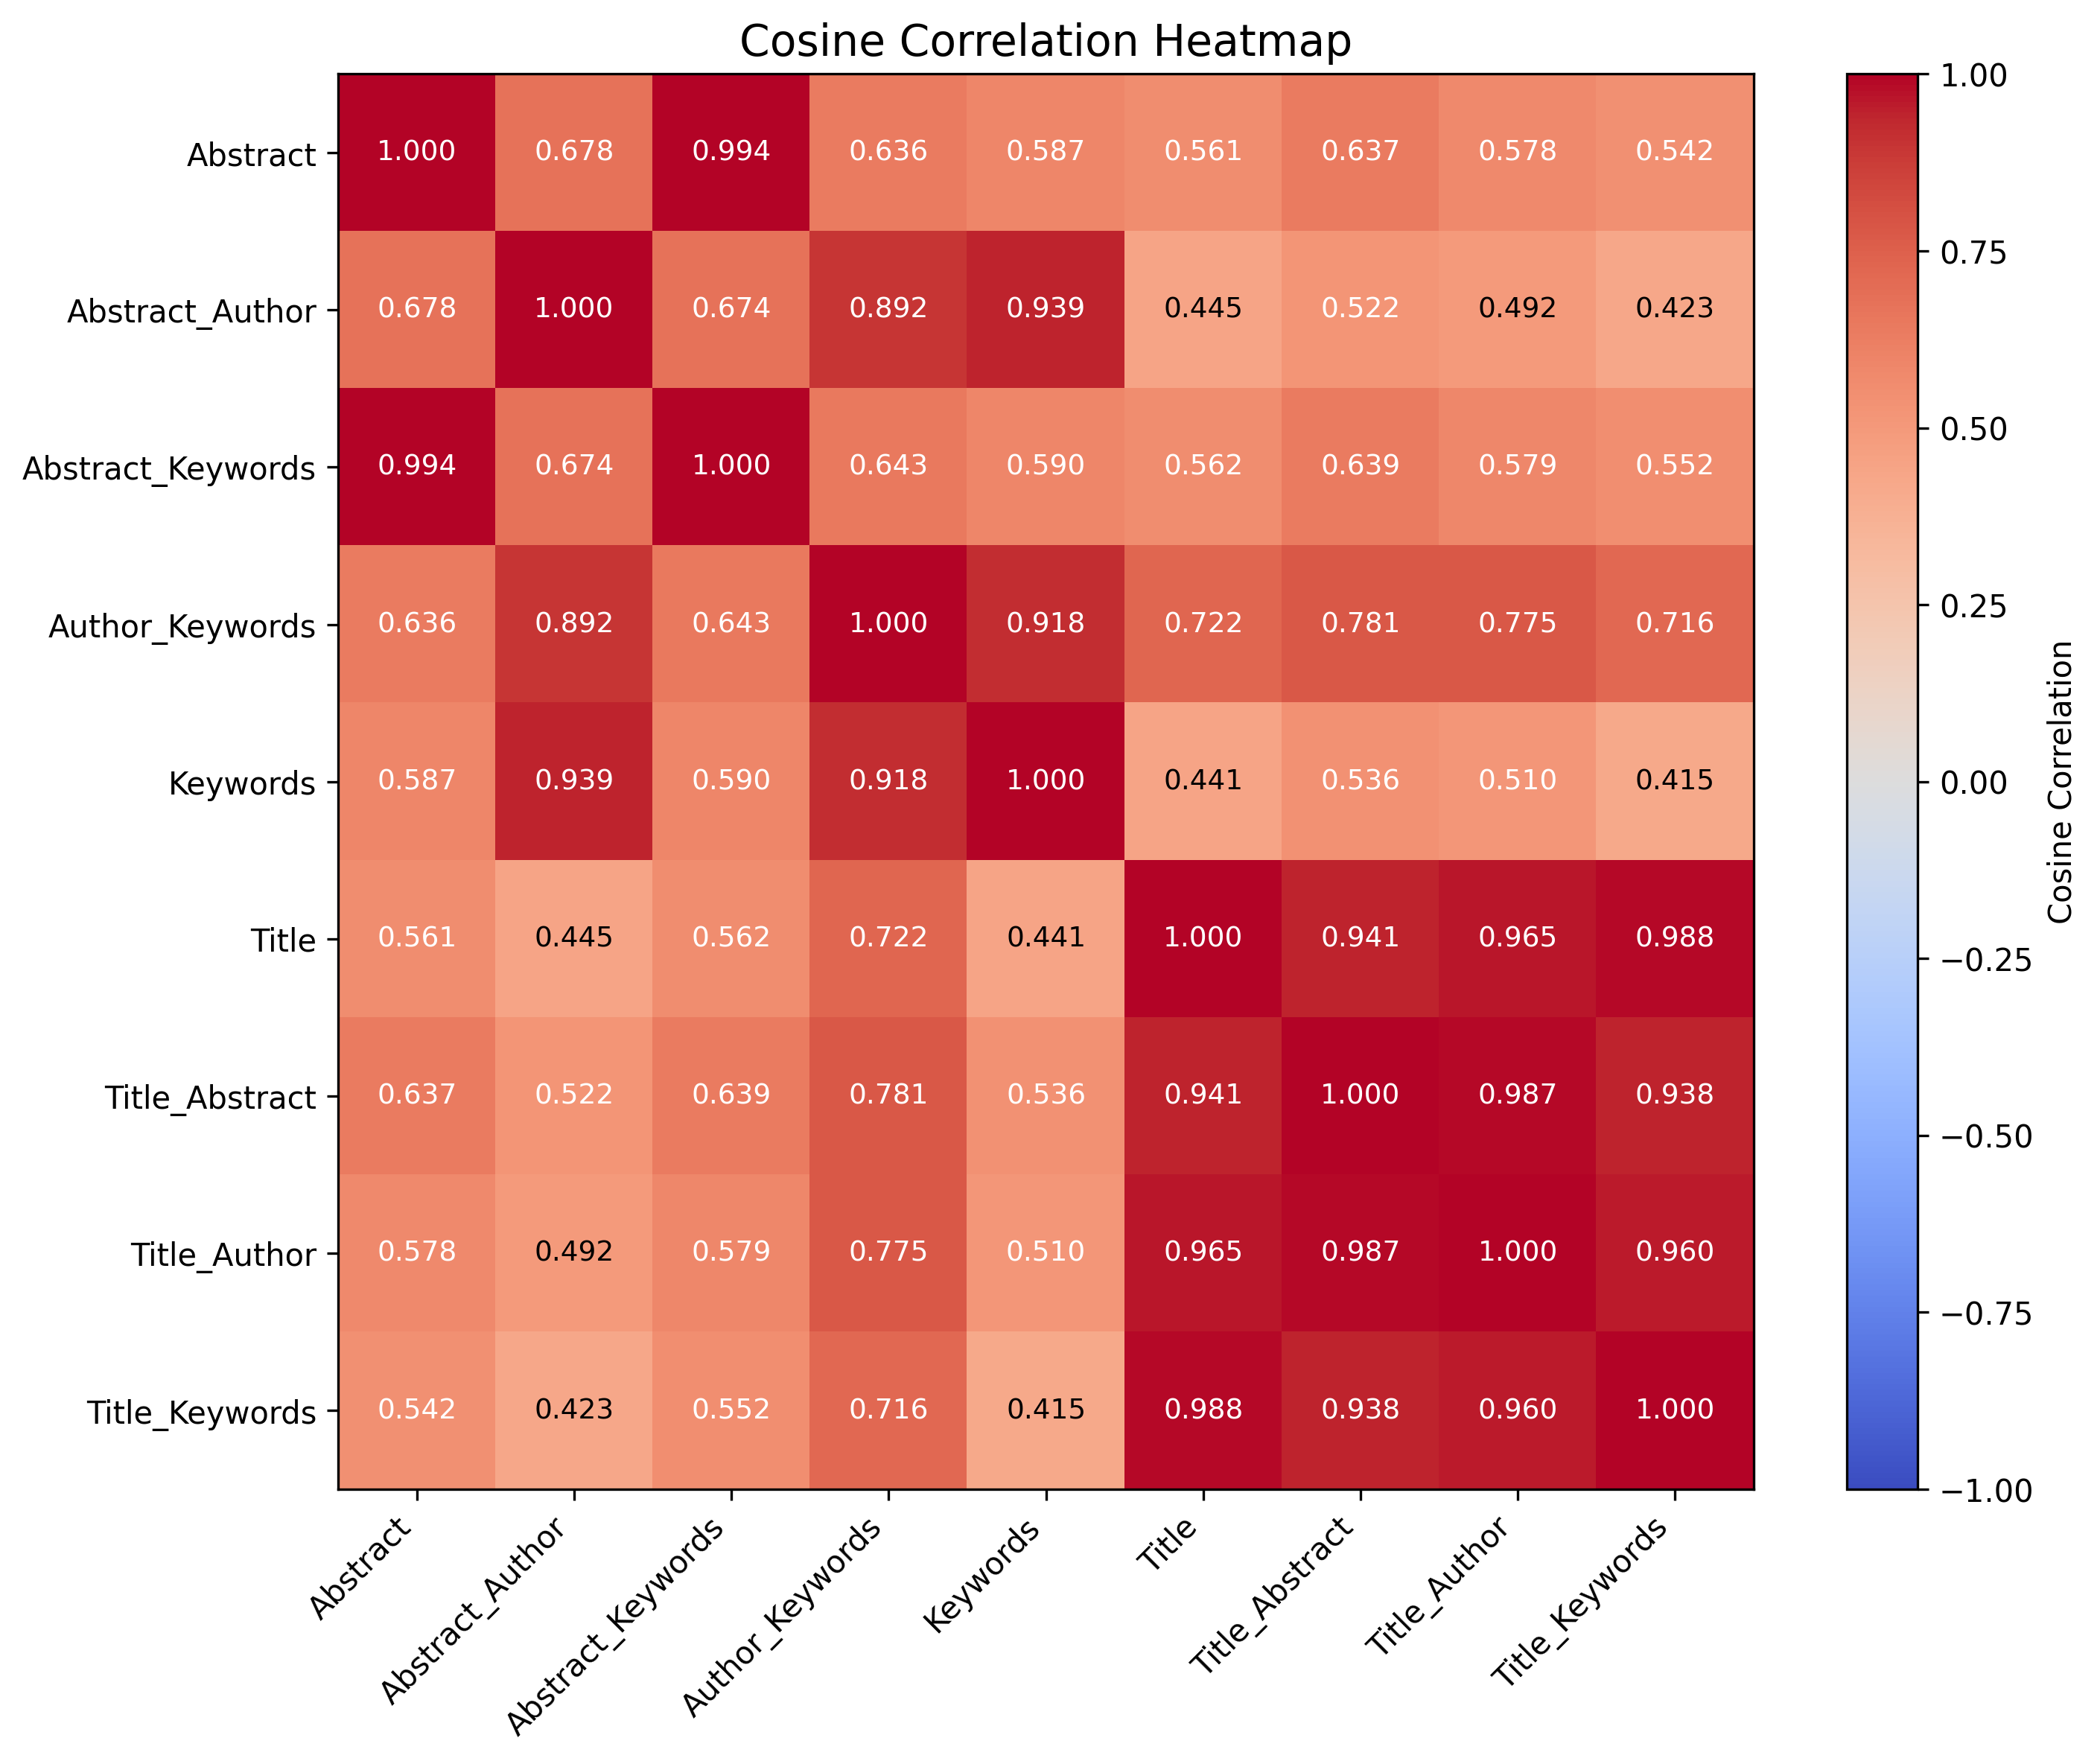 Cosine Correlation Heatmap
Abstract 1.000 0.678 0.994 0.636 0.587 0.561 0.637 0.578 0.542
Abstract_Author 0.678 1.000 0.674 0.892 0.939 0.445 0.522 0.492 0.423
Abstract_Keywords 0.994 0.674 1.000 0.643 0.590 0.562 0.639 0.579 0.552
Author_Keywords 0.636 0.892 0.643 1.000 0.918 0.722 0.781 0.775 0.716
Keywords 0.587 0.939 0.590 0.918 1.000 0.441 0.536 0.510 0.415
Title 0.561 0.445 0.562 0.722 0.441 1.000 0.941 0.965 0.988
Title_Abstract 0.637 0.522 0.639 0.781 0.536 0.941 1.000 0.987 0.938
Title_Author 0.578 0.492 0.579 0.775 0.510 0.965 0.987 1.000 0.960
Title_Keywords 0.542 0.423 0.552 0.716 0.415 0.988 0.938 0.960 1.000
Abstract
Abstract_Author
Abstract_Keywords
Author_Keywords
Keywords
Title
Title_Abstract
Title_Author
Title_Keywords
1.00
0.75
0.50
0.25
0.00
−0.25
−0.50
−0.75
−1.00
Cosine Correlation